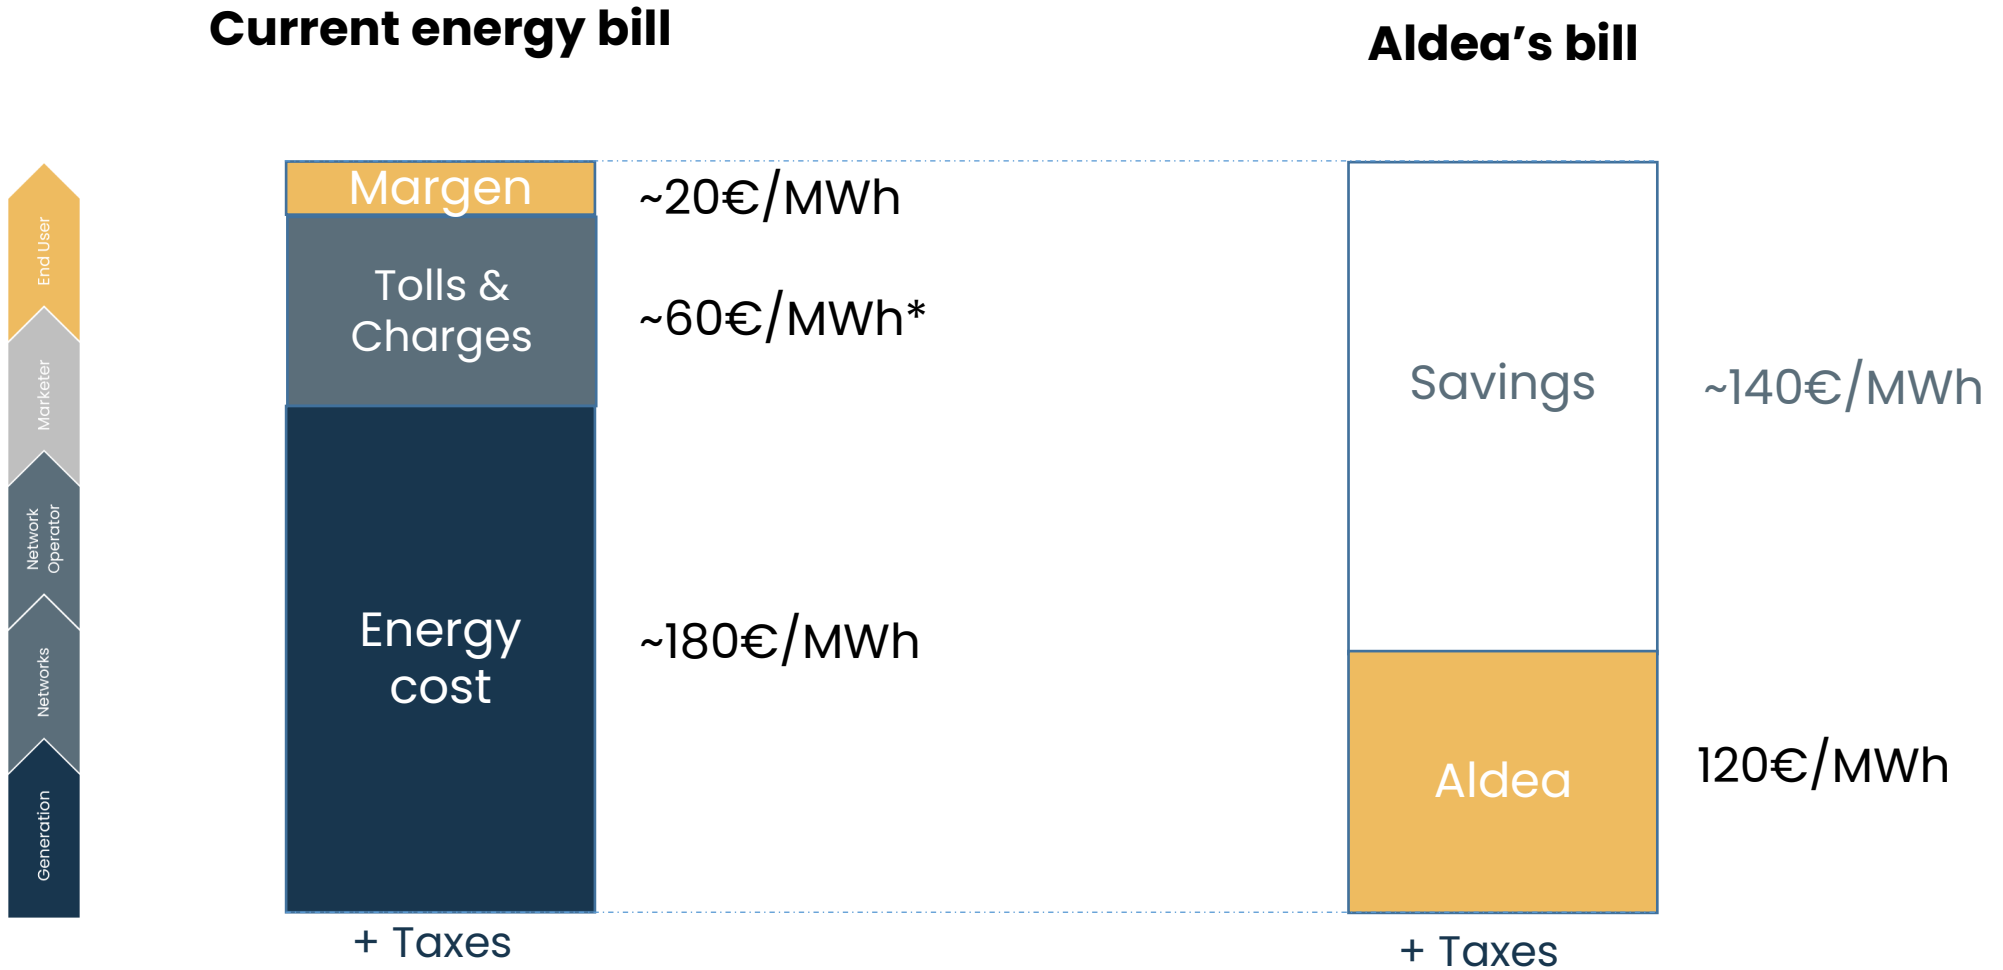 Current energy bill
Aldea’s bill
Margen
~20€/MWh
Tolls &
Charges
~60€/MWh*
Energy
cost
~180€/MWh
+ Taxes
Savings
~140€/MWh
Aldea
120€/MWh
+ Taxes
End User
Marketer
Network
Operator
Networks
Generation